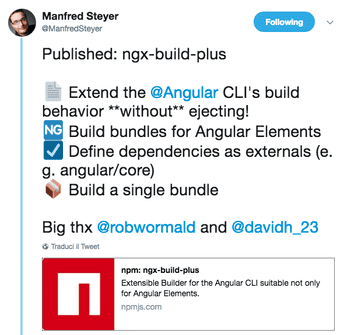 Manfred Steyer
@ManfredSteyer
Following
Published: ngx-build-plus
Extend the @Angular CLI's build
behavior **without** ejecting!
NG Build bundles for Angular Elements
Define dependencies as externals (e.
g. angular/core)
Build a single bundle
Big thx @robwormald and @davidh_23
Traduci il Tweet
npm: ngx-build-plus
Extensible Builder for the Angular CLI suitable not only
for Angular Elements.
npmjs.com